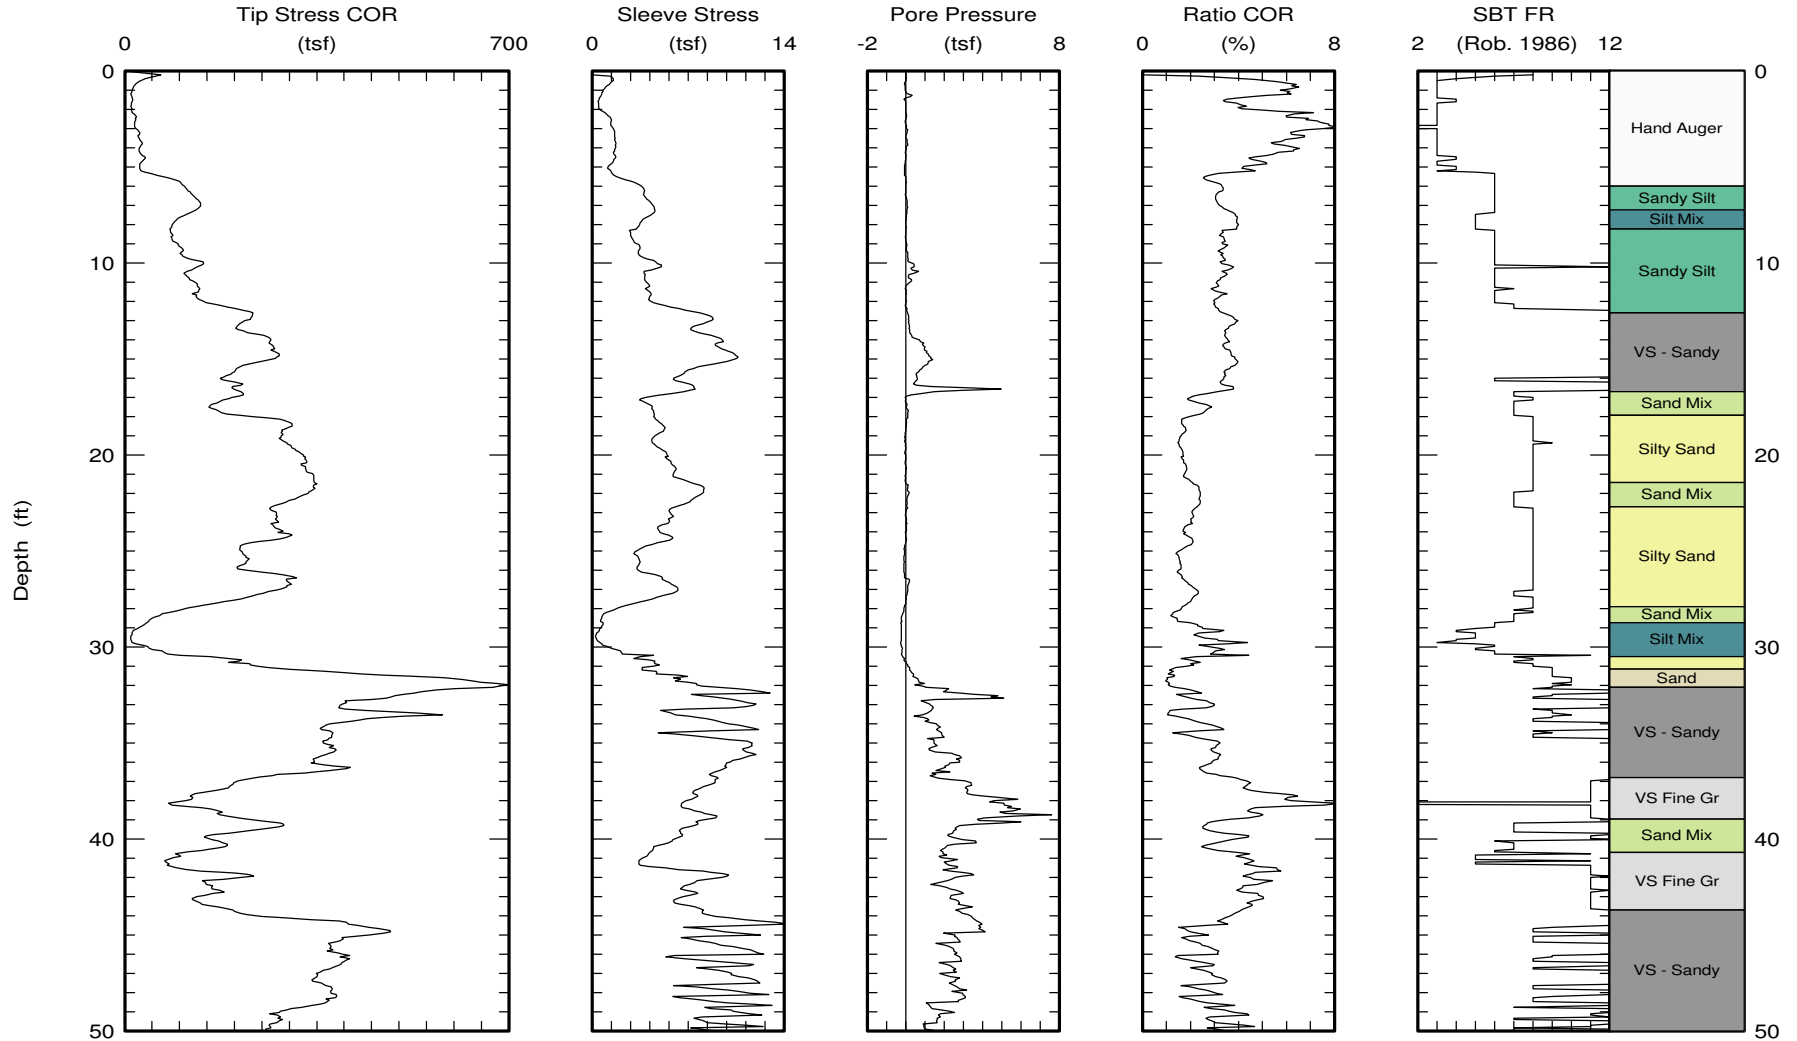 Tip Stress COR Sleeve Stress Pore Pressure Ratio COR SBT FR
0 (tsf) 700 0 (tsf) 14 -2 (tsf) 8 0 (%) 8 2 (Rob. 1986) 12
0 0
Hand Auger
Sandy Silt
Silt Mix
10 Sandy Silt 10
VS - Sandy
Sand Mix
20 Silty Sand 20
Sand Mix
Depth (ft)
Silty Sand
Sand Mix
30 Silt Mix 30
Sand
VS - Sandy
VS Fine Gr
40 Sand Mix 40
VS Fine Gr
VS - Sandy
50 50